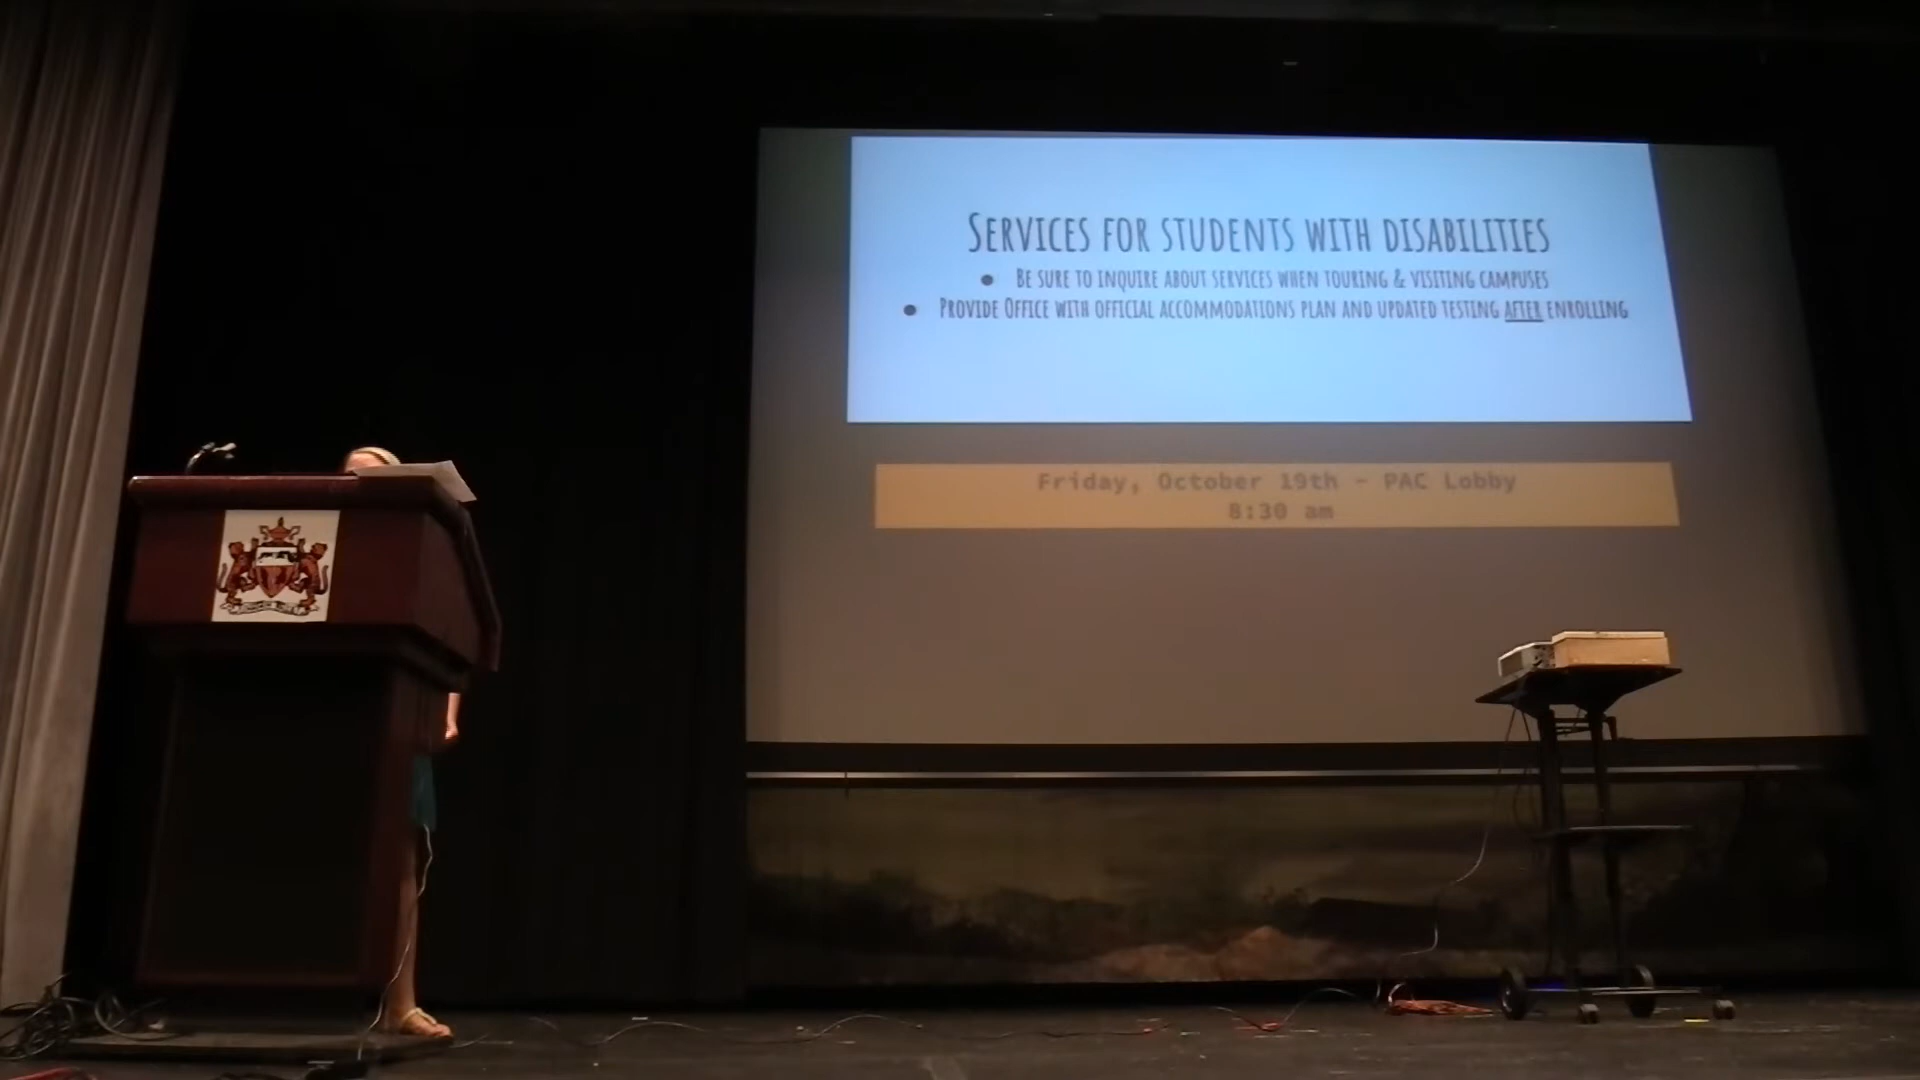 SERVICES FOR STUDENTS WITH DISABILITIES
● BE SURE TO INQUIRE ABOUT SERVICES WHEN TOURING & VISITING CAMPUSES
● PROVIDE OFFICE WITH OFFICIAL ACCOMMODATIONS PLAN AND UPDATED TESTING AFTER ENROLLING
Friday, October 19th - PAC Lobby
8:30 am